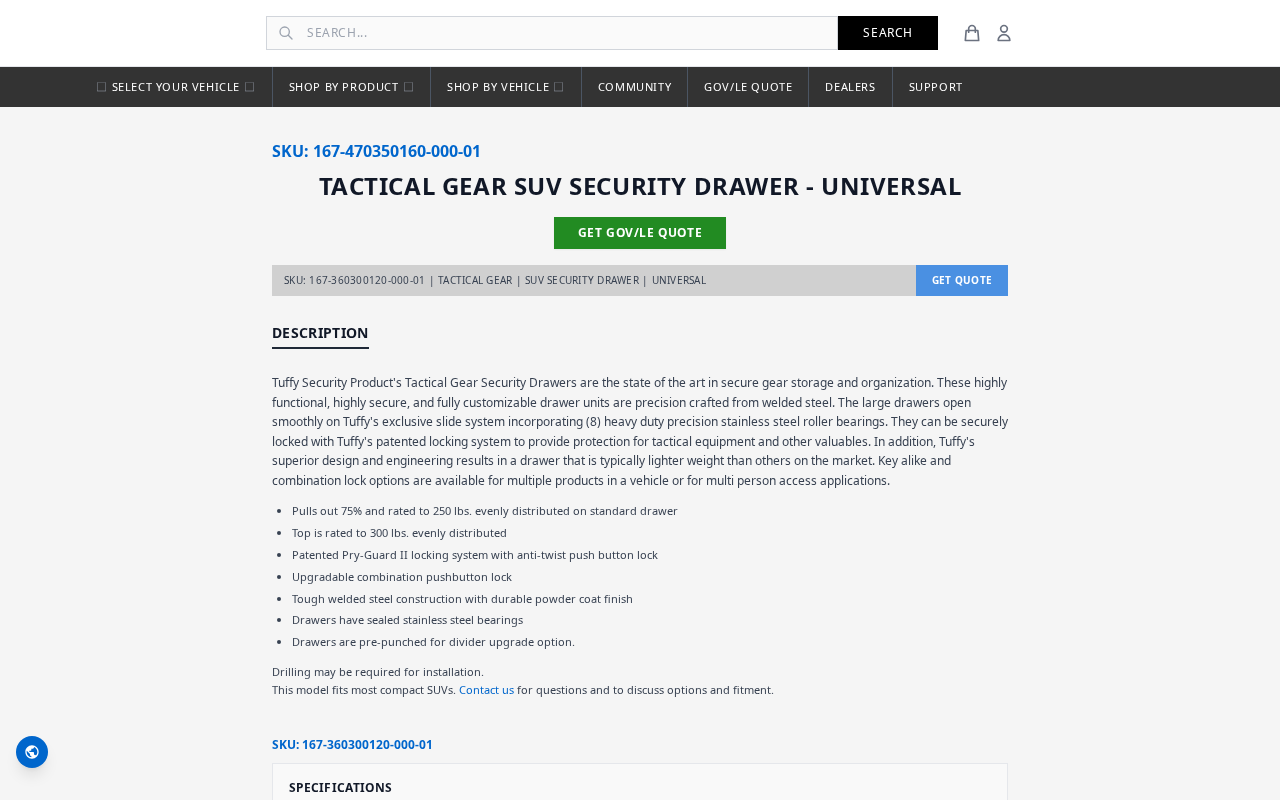 SEARCH...
SEARCH
SELECT YOUR VEHICLE
SHOP BY PRODUCT
SHOP BY VEHICLE
COMMUNITY
GOV/LE QUOTE
DEALERS
SUPPORT
SKU: 167-470350160-000-01
TACTICAL GEAR SUV SECURITY DRAWER - UNIVERSAL
GET GOV/LE QUOTE
SKU: 167-360300120-000-01 | TACTICAL GEAR | SUV SECURITY DRAWER | UNIVERSAL
GET QUOTE
DESCRIPTION
Tuffy Security Product's Tactical Gear Security Drawers are the state of the art in secure gear storage and organization. These highly
functional, highly secure, and fully customizable drawer units are precision crafted from welded steel. The large drawers open
smoothly on Tuffy's exclusive slide system incorporating (8) heavy duty precision stainless steel roller bearings. They can be securely
locked with Tuffy's patented locking system to provide protection for tactical equipment and other valuables. In addition, Tuffy's
superior design and engineering results in a drawer that is typically lighter weight than others on the market. Key alike and
combination lock options are available for multiple products in a vehicle or for multi person access applications.
• Pulls out 75% and rated to 250 lbs. evenly distributed on standard drawer
• Top is rated to 300 lbs. evenly distributed
• Patented Pry-Guard II locking system with anti-twist push button lock
• Upgradable combination pushbutton lock
• Tough welded steel construction with durable powder coat finish
• Drawers have sealed stainless steel bearings
• Drawers are pre-punched for divider upgrade option.
Drilling may be required for installation.
This model fits most compact SUVs. Contact us for questions and to discuss options and fitment.
SKU: 167-360300120-000-01
SPECIFICATIONS